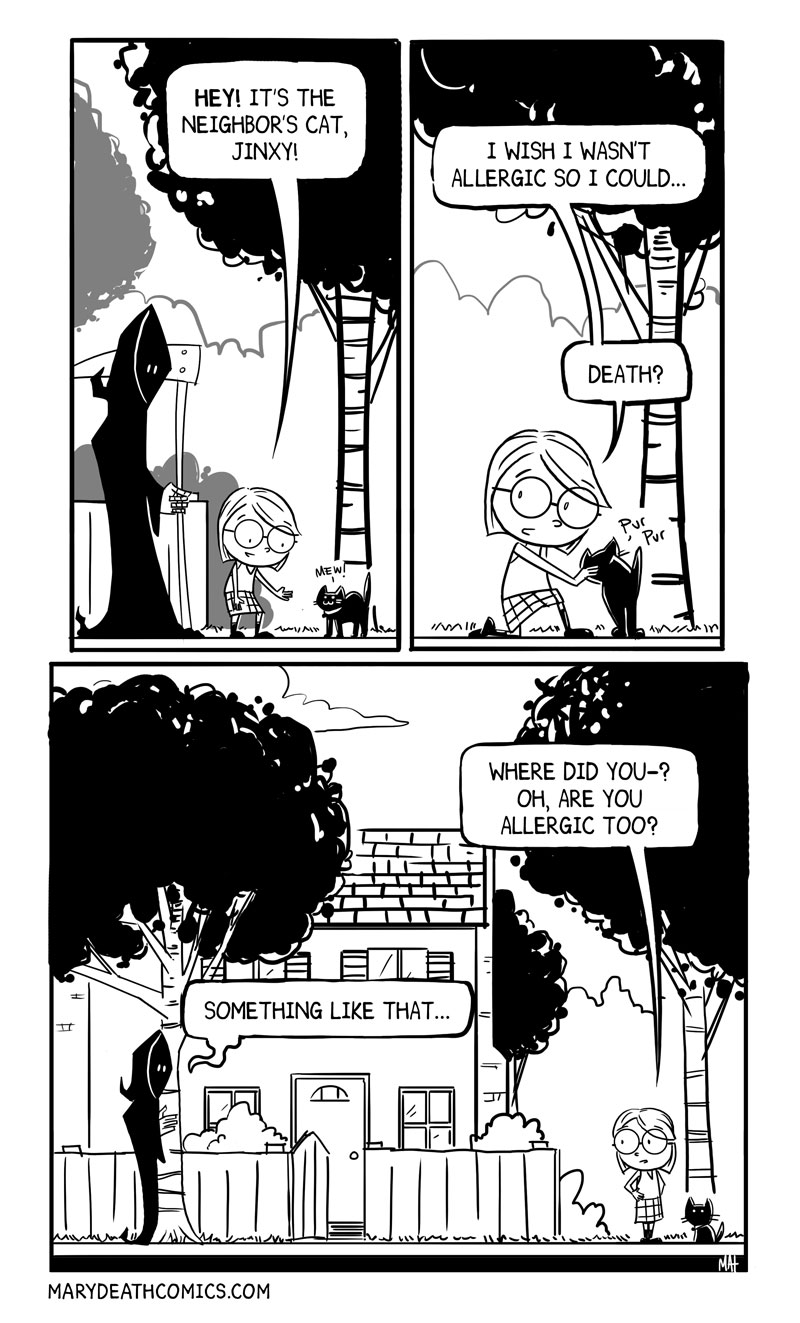 HEY! IT'S THE
NEIGHBOR'S CAT,
JINXY!
MEW!
I WISH I WASN'T
ALLERGIC SO I COULD...
DEATH?
Pur
Pur
WHERE DID YOU-?
OH, ARE YOU
ALLERGIC TOO?
SOMETHING LIKE THAT...
MAT
MARYDEATHCOMICS.COM